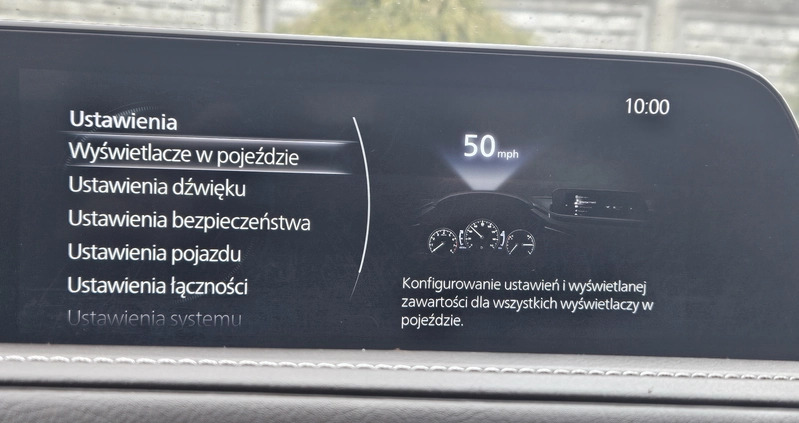 10:00
Ustawienia
Wyświetlacze w pojeździe
Ustawienia dźwięku
Ustawienia bezpieczeństwa
Ustawienia pojazdu
Ustawienia łączności
Ustawienia systemu
50 mph
Konfigurowanie ustawień i wyświetlanej
zawartości dla wszystkich wyświetlaczy w
pojeździe.